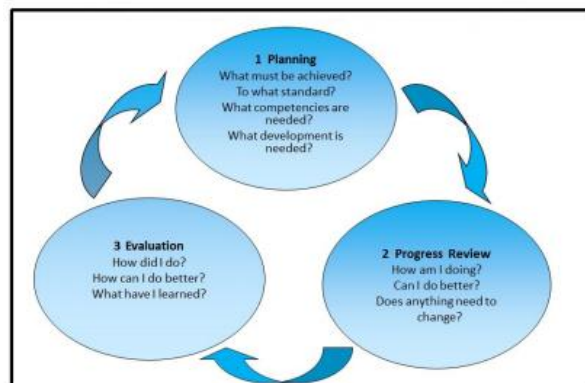 1 Planning
What must be achieved?
To what standard?
What competencies are
needed?
What development is
needed?
2 Progress Review
How am I doing?
Can I do better?
Does anything need to
change?
3 Evaluation
How did I do?
How can I do better?
What have I learned?